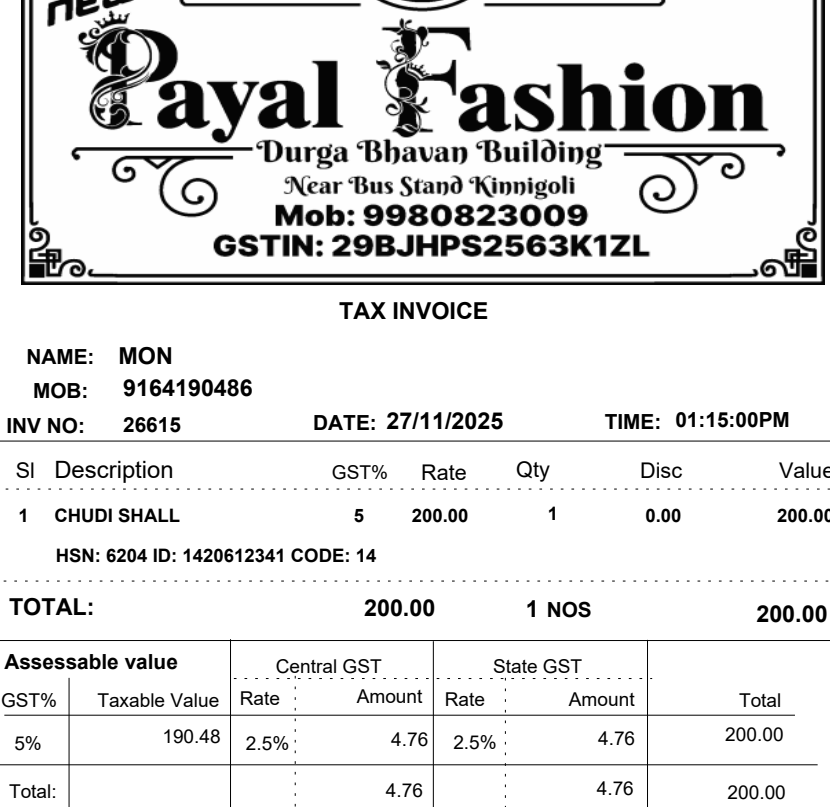 new
Payal Fashion
Durga Bhavan Building
Near Bus Stand Kinnigoli
Mob: 9980823009
GSTIN: 29BJHPS2563K1ZL
TAX INVOICE
NAME: MON
MOB: 9164190486
INV NO: 26615 DATE: 27/11/2025 TIME: 01:15:00PM
Sl Description GST% Rate Qty Disc Value
1 CHUDI SHALL 5 200.00 1 0.00 200.00
HSN: 6204 ID: 1420612341 CODE: 14
TOTAL: 200.00 1 NOS 200.00
Assessable value Central GST State GST
GST% Taxable Value Rate Amount Rate Amount Total
5% 190.48 2.5% 4.76 2.5% 4.76 200.00
Total: 4.76 4.76 200.00